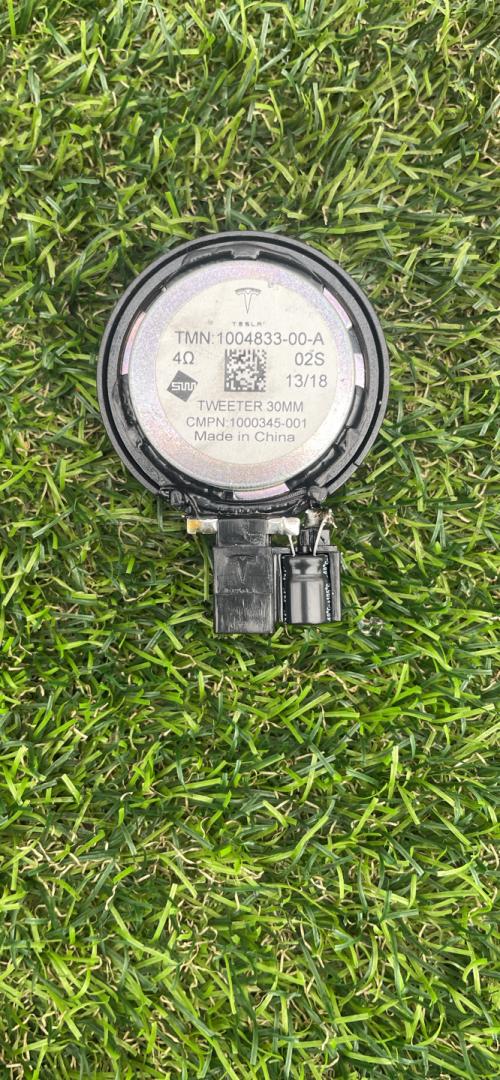 TESLA
TMN:1004833-00-A
4Ω 02S
13/18
SW
TWEETER 30MM
CMPN:1000345-001
Made in China